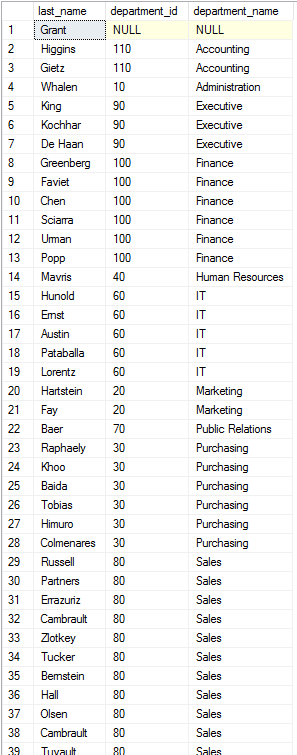 last_name department_id department_name
1 Grant NULL NULL
2 Higgins 110 Accounting
3 Gietz 110 Accounting
4 Whalen 10 Administration
5 King 90 Executive
6 Kochhar 90 Executive
7 De Haan 90 Executive
8 Greenberg 100 Finance
9 Faviet 100 Finance
10 Chen 100 Finance
11 Sciarra 100 Finance
12 Urman 100 Finance
13 Popp 100 Finance
14 Mavris 40 Human Resources
15 Hunold 60 IT
16 Ernst 60 IT
17 Austin 60 IT
18 Pataballa 60 IT
19 Lorentz 60 IT
20 Hartstein 20 Marketing
21 Fay 20 Marketing
22 Baer 70 Public Relations
23 Raphaely 30 Purchasing
24 Khoo 30 Purchasing
25 Baida 30 Purchasing
26 Tobias 30 Purchasing
27 Himuro 30 Purchasing
28 Colmenares 30 Purchasing
29 Russell 80 Sales
30 Partners 80 Sales
31 Errazuriz 80 Sales
32 Cambrault 80 Sales
33 Zlotkey 80 Sales
34 Tucker 80 Sales
35 Bernstein 80 Sales
36 Hall 80 Sales
37 Olsen 80 Sales
38 Cambrault 80 Sales
39 Tuvault 80 Sales